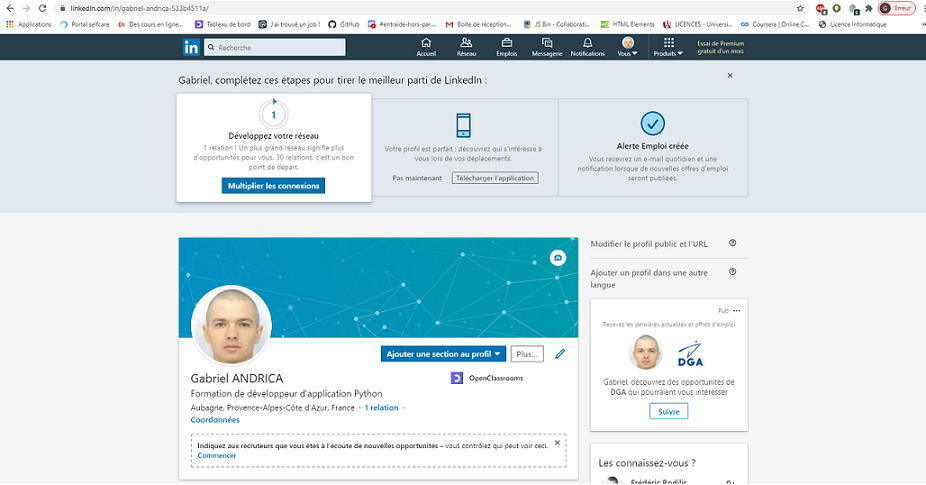 linkedin.com/in/gabriel-andrica-533b4511a/
Erreur
Applications
Portail selfcare
Des cours en ligne...
Tableau de bord
J'ai trouvé un job !
GitHub
#entraide-hors-par...
Boîte de réception...
JS Bin - Collaborati...
HTML Elements
LICENCES - Universi...
Coursera | Online C...
Licence Informatique
in
Recherche
Accueil
Réseau
Emplois
Messagerie
Notifications
Vous
Produits
Essai de Premium
gratuit d'un mois
Gabriel, complétez ces étapes pour tirer le meilleur parti de LinkedIn :
1
Développez votre réseau
1 relation ! Un plus grand réseau signifie
plus d'opportunités pour vous. 30 relations, c'est un bon
point de départ.
Multiplier les connexions
Votre profil est parfait : découvrez qui s'intéresse à
vous lors de vos déplacements.
Pas maintenant
Télécharger l'application
Alerte Emploi créée
Vous recevrez un e-mail quotidien et une
notification lorsque de nouvelles offres d'emploi
seront publiées.
Modifier le profil public et l'URL
Ajouter un profil dans une autre
langue
Ajouter une section au profil
Plus...
Gabriel ANDRICA
OpenClassrooms
Formation de développeur d'application Python
Aubagne, Provence-Alpes-Côte d'Azur, France · 1 relation ·
Coordonnées
Indiquez aux recruteurs que vous êtes à l'écoute de nouvelles opportunités – vous contrôlez qui peut voir ceci.
Commencer
Pub
Recevez les dernières actualités et offres d'emploi
DGA
Gabriel, découvrez des opportunités de
DGA qui pourraient vous intéresser
Suivre
Les connaissez-vous ?
Frédéric Rodilis